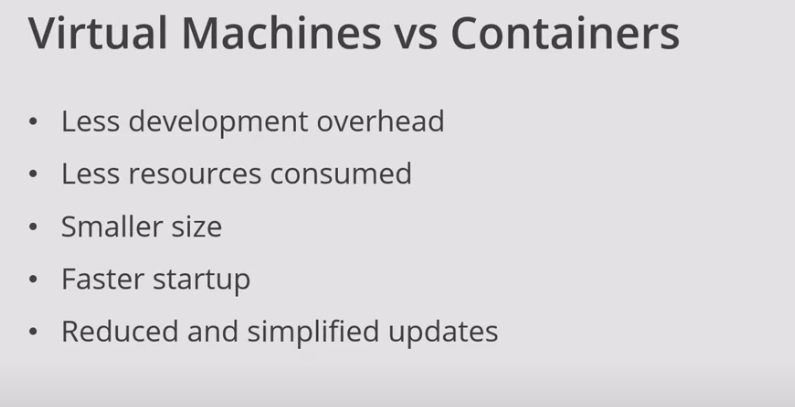 Virtual Machines vs Containers
• Less development overhead
• Less resources consumed
• Smaller size
• Faster startup
• Reduced and simplified updates